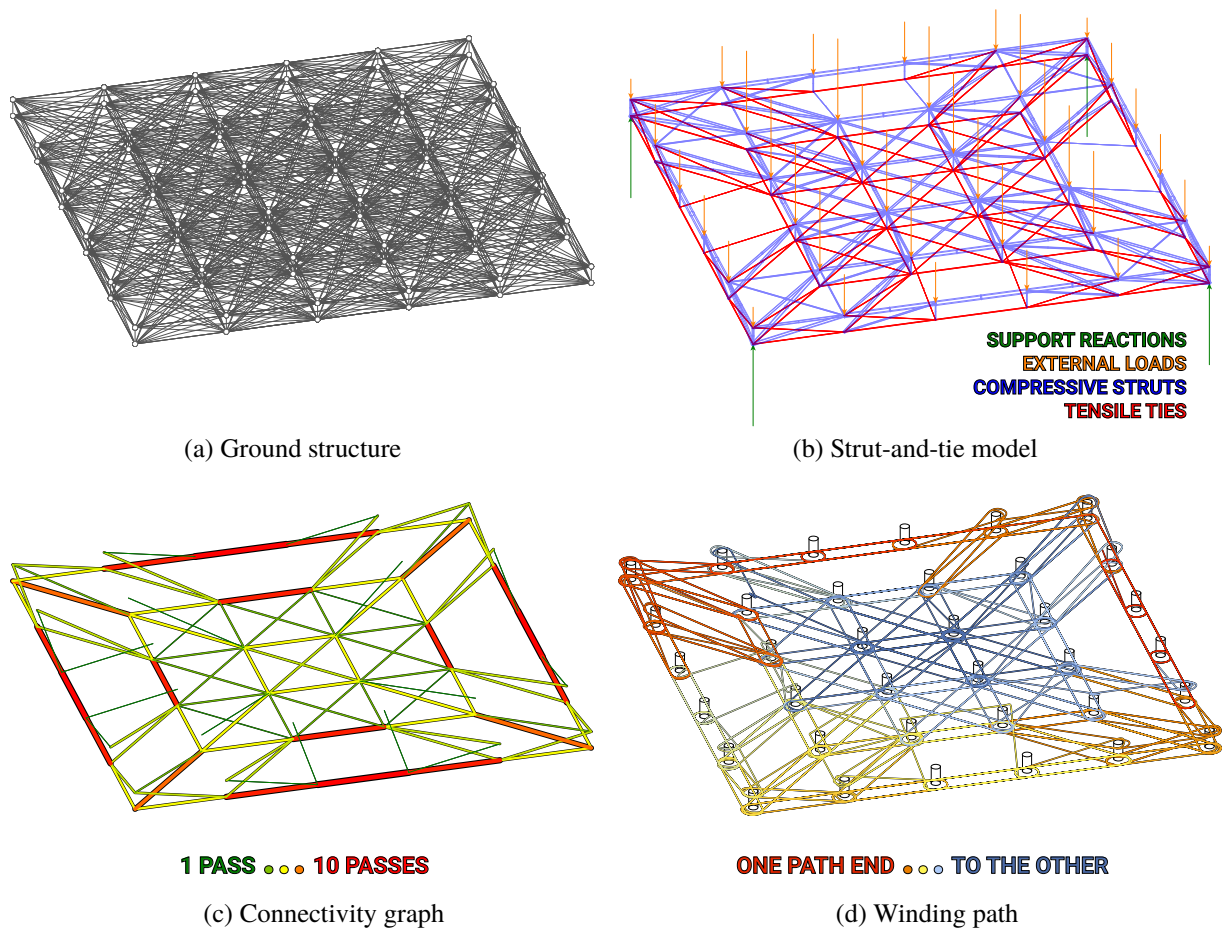 SUPPORT REACTIONS
EXTERNAL LOADS
COMPRESSIVE STRUTS
TENSILE TIES
(a) Ground structure
(b) Strut-and-tie model
1 PASS 10 PASSES
ONE PATH END TO THE OTHER
(c) Connectivity graph
(d) Winding path